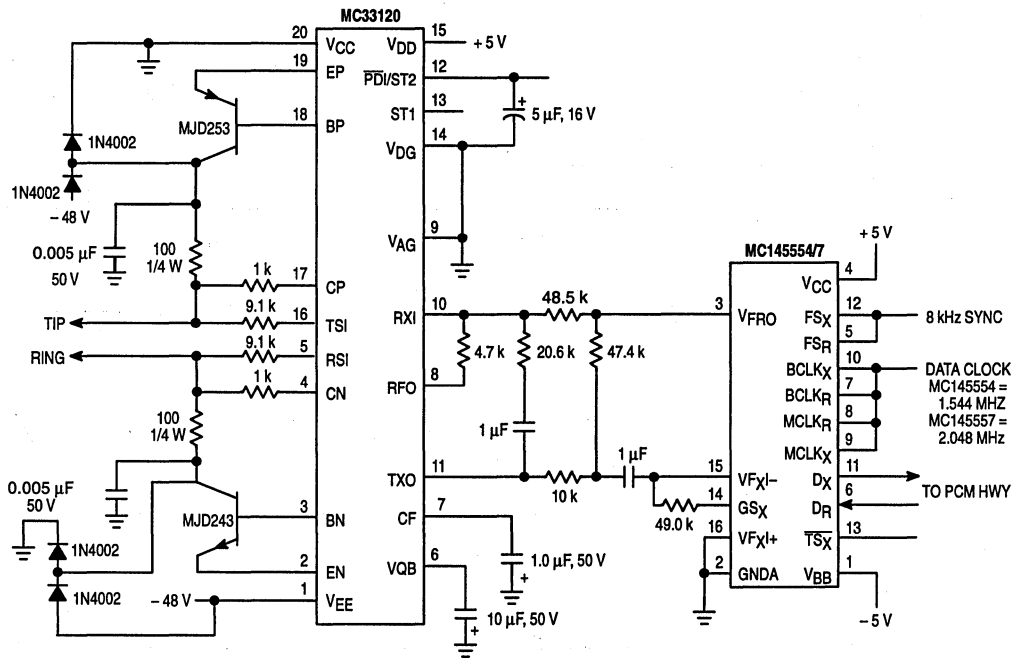 MC33120
20
VCC
19
EP
18
BP
MJD253
1N4002
1N4002
– 48 V
0.005 µF
50 V
100
1/4 W
1 k
17
CP
9.1 k
16
TSI
TIP
RING
9.1 k
5
RSI
1 k
4
CN
100
1/4 W
0.005 µF
50 V
MJD243
3
BN
1N4002
1N4002
2
EN
– 48 V
1
VEE
VDD
15
+ 5 V
PDI/ST2
12
ST1
13
5 µF, 16 V
+
VDG
14
VAG
9
RXI
10
48.5 k
4.7 k
20.6 k
47.4 k
RFO
8
1 µF
1 µF
TXO
11
10 k
49.0 k
CF
7
1.0 µF, 50 V
+
VQB
6
10 µF, 50 V
+
MC145554/7
+ 5 V
4
VCC
3
VFRO
FSX
12
FSR
5
8 kHz SYNC
BCLKX
10
BCLKR
7
MCLKR
8
MCLKX
9
DATA CLOCK
MC145554 =
1.544 MHZ
MC145557 =
2.048 MHz
15
VFXI–
DX
11
14
GSX
DR
6
TO PCM HWY
16
VFXI+
TSX
13
2
GNDA
VBB
1
– 5 V